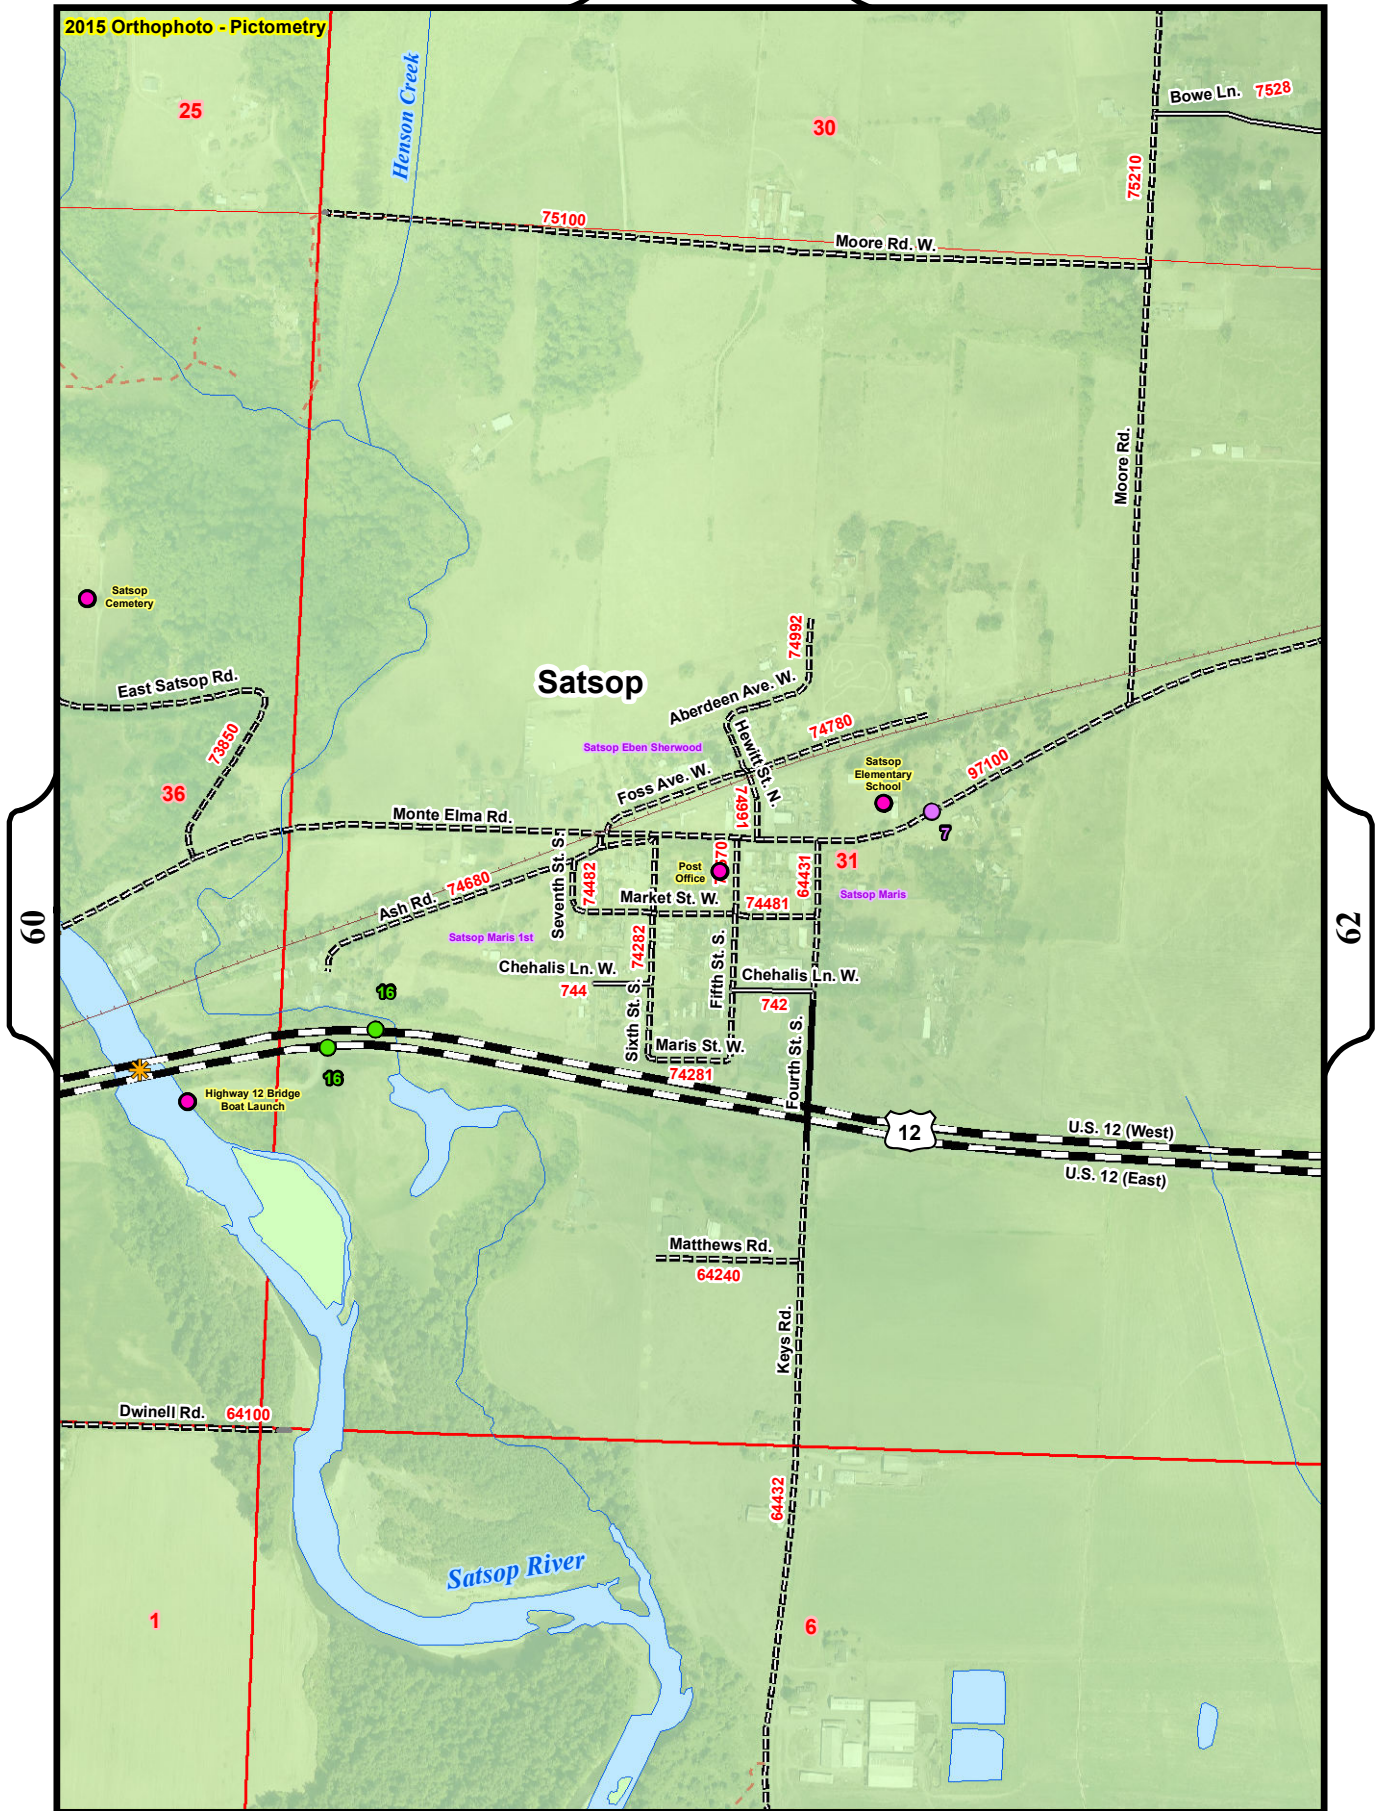 2015 Orthophoto - Pictometry
Henson Creek
25
30
Bowe Ln.
7528
75210
75100
Moore Rd. W.
Moore Rd.
Satsop
Cemetery
74992
East Satsop Rd.
Satsop
Aberdeen Ave. W.
73850
Satsop Eben Sherwood
Hewitt St. N.
74780
97100
Satsop
Elementary
School
36
Foss Ave. W.
74991
Monte Elma Rd.
7
31
Seventh St. S.
74482
Post
Office
64431
74680
Ash Rd.
Market St. W.
74481
Satsop Maris
60
62
Satsop Maris 1st
74282
Fifth St. S.
Chehalis Ln. W.
744
Chehalis Ln. W.
742
16
Sixth St. S.
Maris St. W.
74281
Fourth St. S.
16
Highway 12 Bridge
Boat Launch
12
U.S. 12 (West)
U.S. 12 (East)
Matthews Rd.
64240
Keys Rd.
Dwinell Rd.
64100
64432
Satsop River
1
6